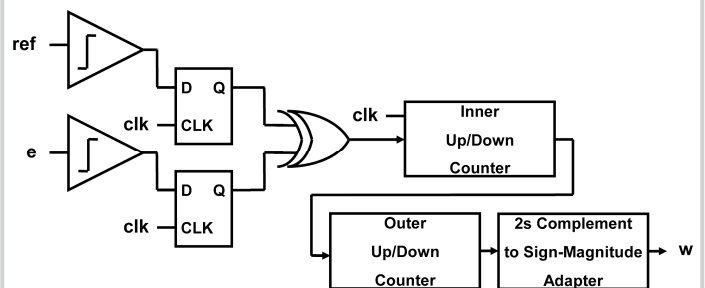 ref
D Q
clk
CLK
e
D Q
clk
CLK
clk
Inner
Up/Down
Counter
Outer
Up/Down
Counter
2s Complement
to Sign-Magnitude
Adapter
w